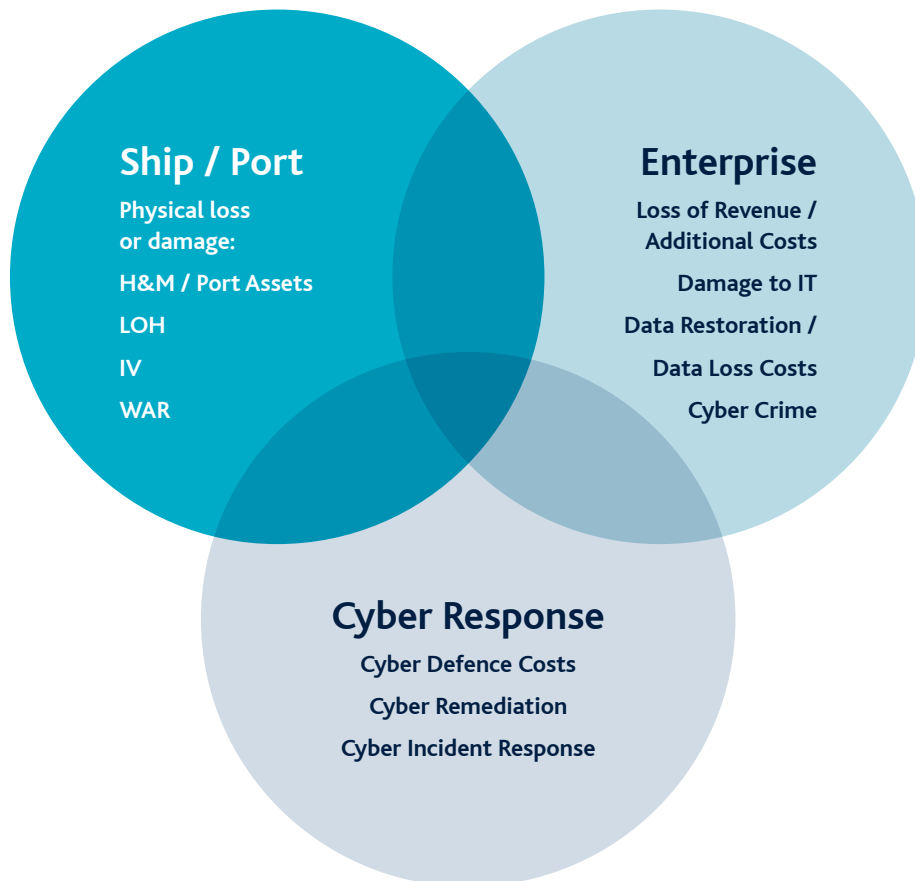 Ship / Port
Physical loss
or damage:
H&M / Port Assets
LOH
IV
WAR
Enterprise
Loss of Revenue /
Additional Costs
Damage to IT
Data Restoration /
Data Loss Costs
Cyber Crime
Cyber Response
Cyber Defence Costs
Cyber Remediation
Cyber Incident Response